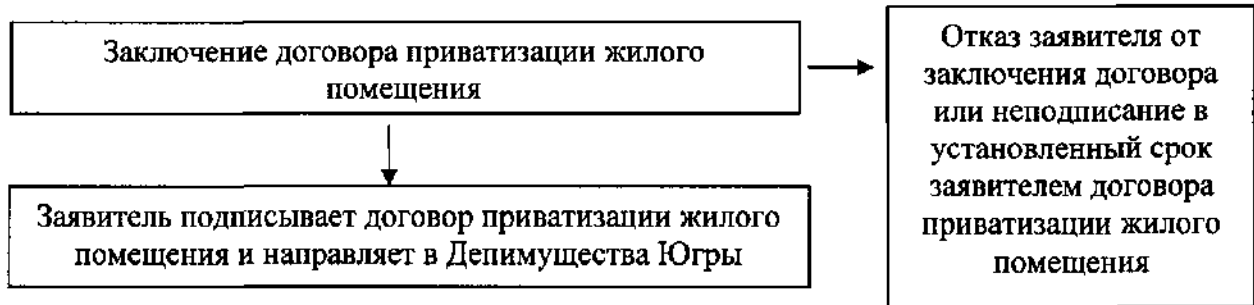 Заключение договора приватизации жилого
помещения
Отказ заявителя от
заключения договора
или неподписание в
установленный срок
заявителем договора
приватизации жилого
помещения
Заявитель подписывает договор приватизации жилого
помещения и направляет в Депимущества Югры